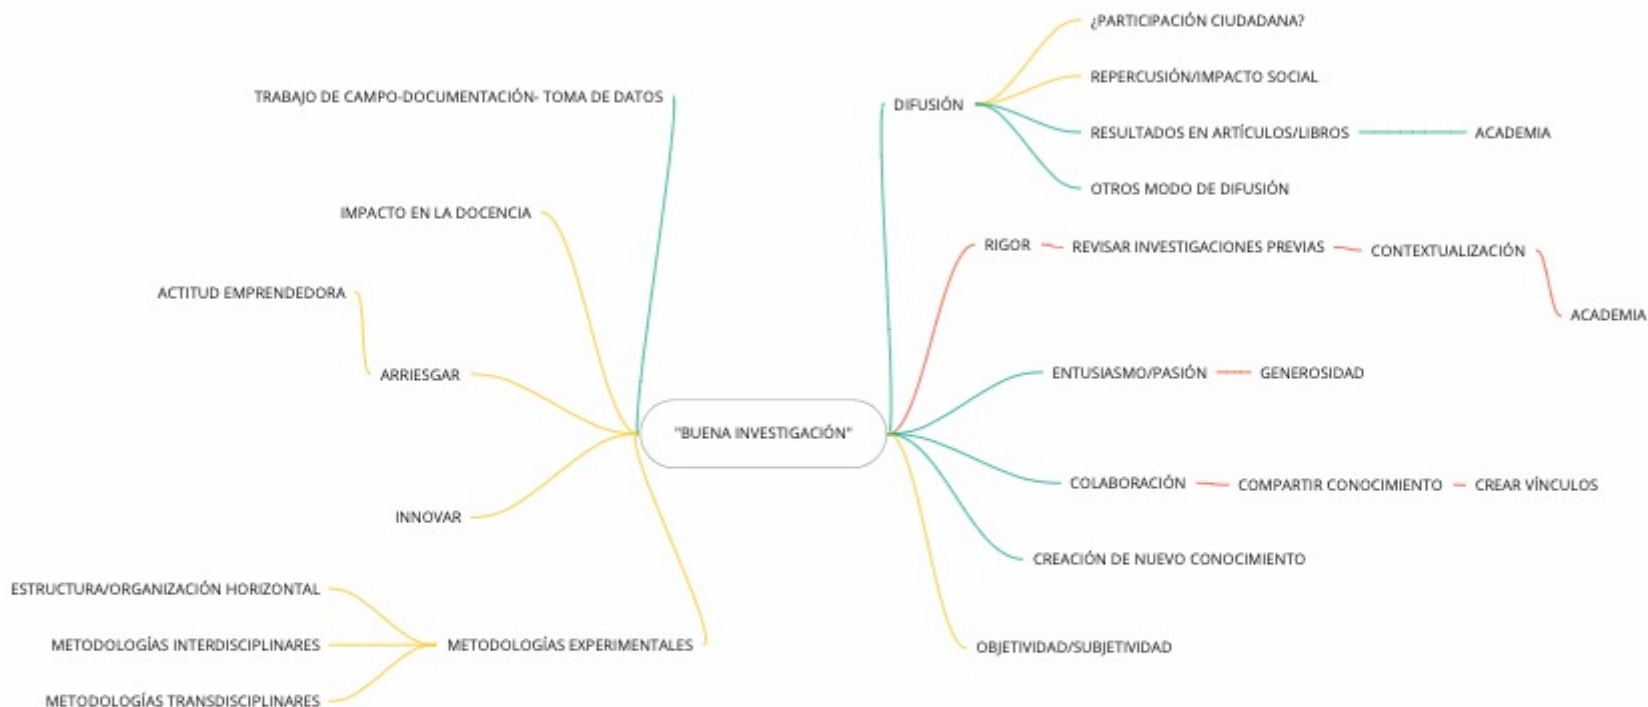 ¿PARTICIPACIÓN CIUDADANA?
REPERCUSIÓN/IMPACTO SOCIAL
TRABAJO DE CAMPO-DOCUMENTACIÓN- TOMA DE DATOS
DIFUSIÓN
RESULTADOS EN ARTÍCULOS/LIBROS
ACADEMIA
OTROS MODO DE DIFUSIÓN
IMPACTO EN LA DOCENCIA
RIGOR
REVISAR INVESTIGACIONES PREVIAS
CONTEXTUALIZACIÓN
ACADEMIA
ACTITUD EMPRENDEDORA
ARRIESGAR
ENTUSIASMO/PASIÓN
GENEROSIDAD
"BUENA INVESTIGACIÓN"
COLABORACIÓN
COMPARTIR CONOCIMIENTO
CREAR VÍNCULOS
INNOVAR
CREACIÓN DE NUEVO CONOCIMIENTO
ESTRUCTURA/ORGANIZACIÓN HORIZONTAL
METODOLOGÍAS INTERDISCIPLINARES
METODOLOGÍAS EXPERIMENTALES
OBJETIVIDAD/SUBJETIVIDAD
METODOLOGÍAS TRANSDISCIPLINARES